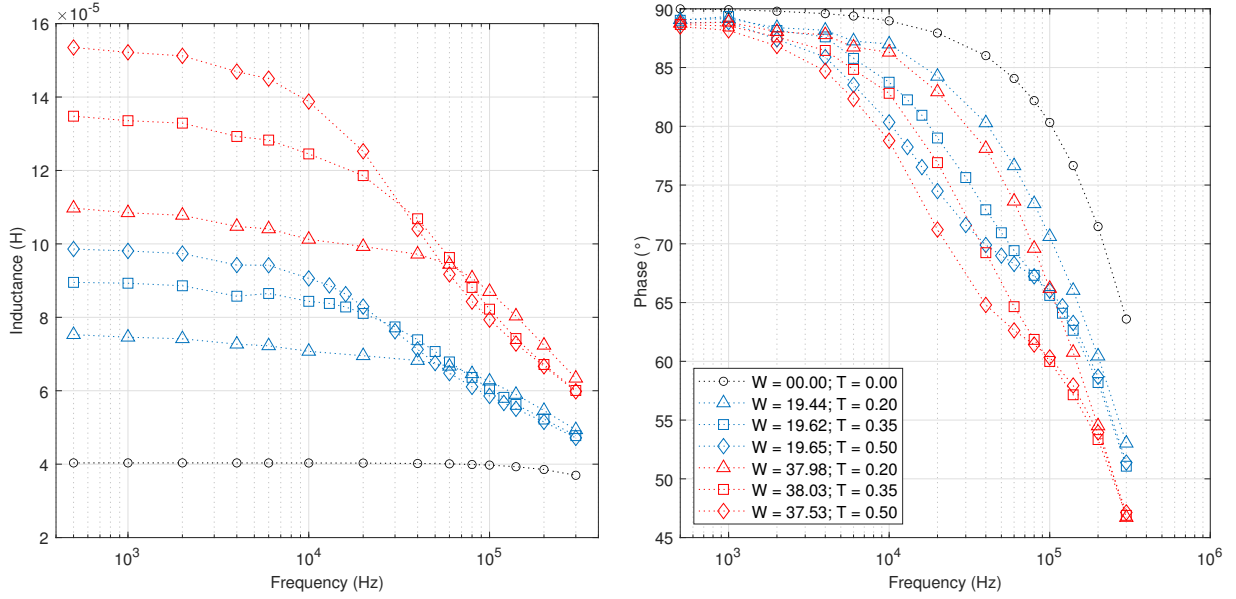 ×10⁻⁵
16
14
12
10
8
6
4
2
Inductance (H)
10³
10⁴
10⁵
Frequency (Hz)
90
85
80
75
70
65
60
55
50
45
Phase (°)
W = 00.00; T = 0.00
W = 19.44; T = 0.20
W = 19.62; T = 0.35
W = 19.65; T = 0.50
W = 37.98; T = 0.20
W = 38.03; T = 0.35
W = 37.53; T = 0.50
10³
10⁴
10⁵
10⁶
Frequency (Hz)